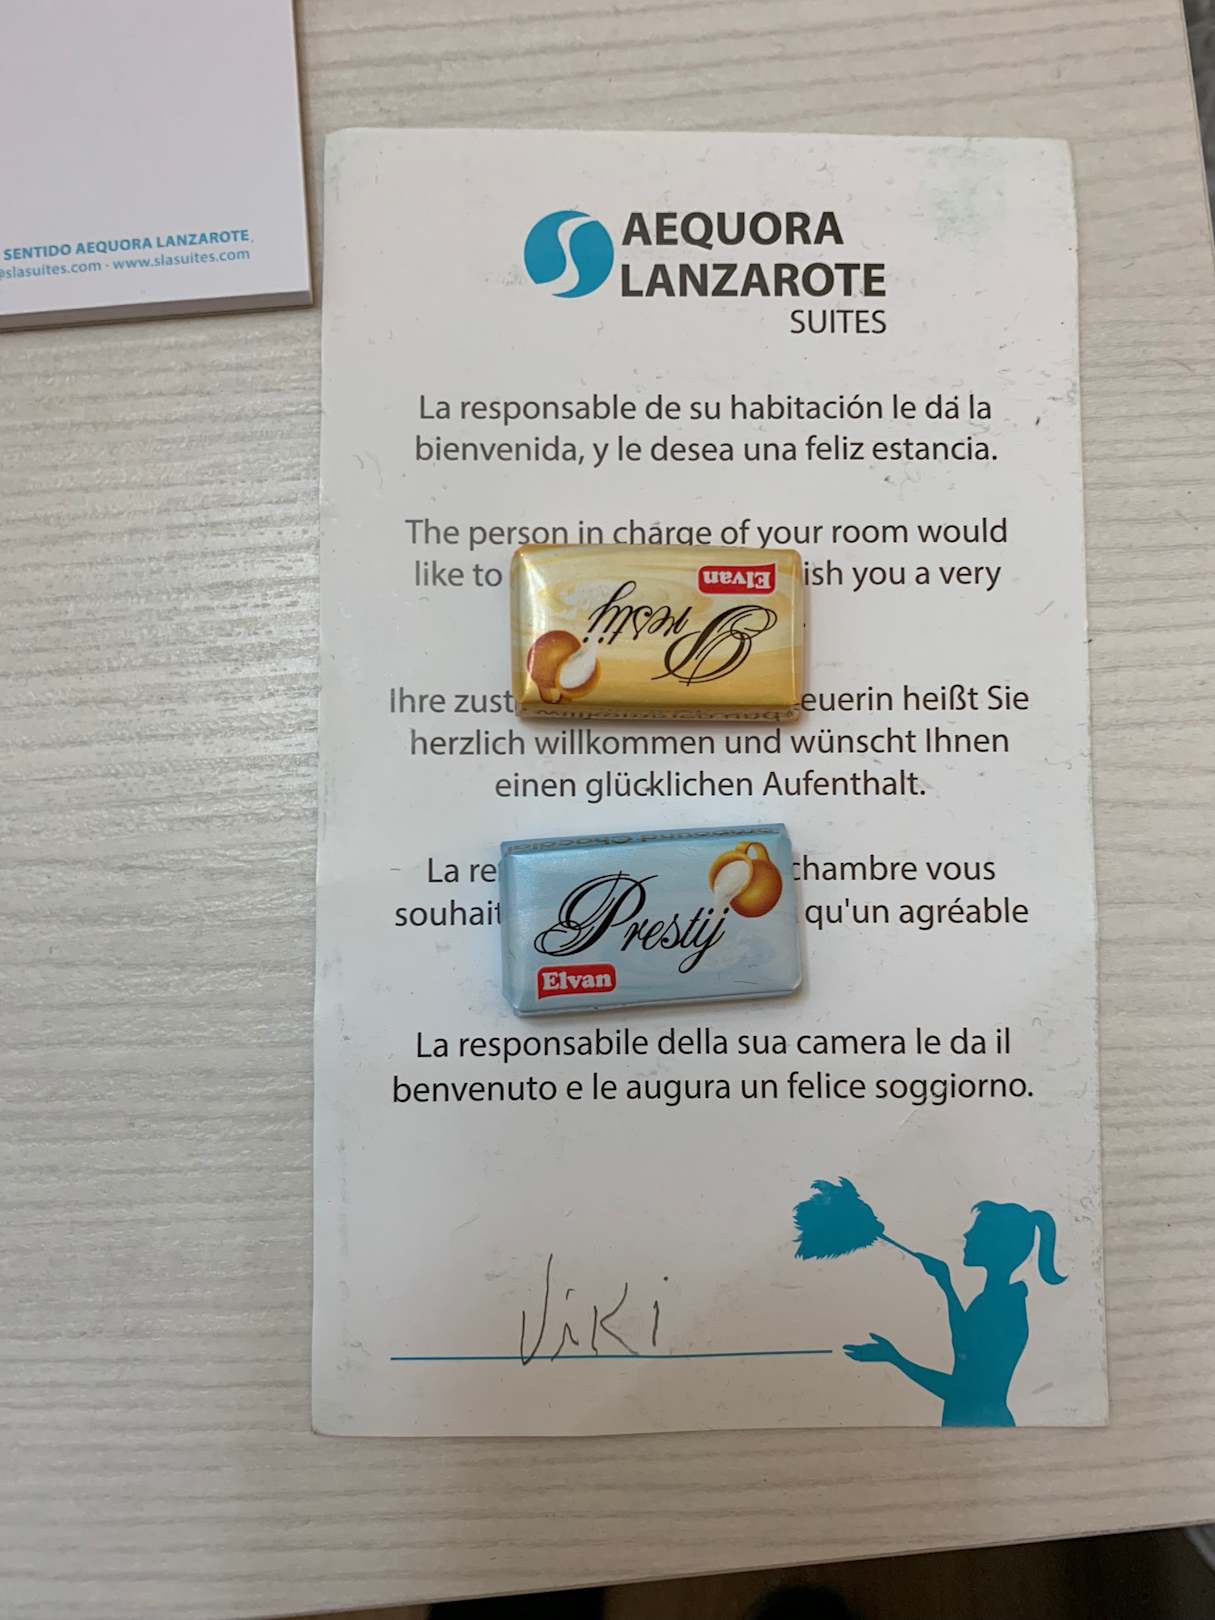 SENTIDO AEQUORA LANZAROTE
slasuites.com · www.slasuites.com
AEQUORA
LANZAROTE
SUITES
La responsable de su habitación le da la
bienvenida, y le desea una feliz estancia.
The person in charge of your room would
like to ish you a very
Elvan
Prestij
Ihre zust euerin heißt Sie
herzlich willkommen und wünscht Ihnen
einen glücklichen Aufenthalt.
La re chambre vous
souhait qu'un agréable
Prestij
Elvan
La responsabile della sua camera le da il
benvenuto e le augura un felice soggiorno.
Viki